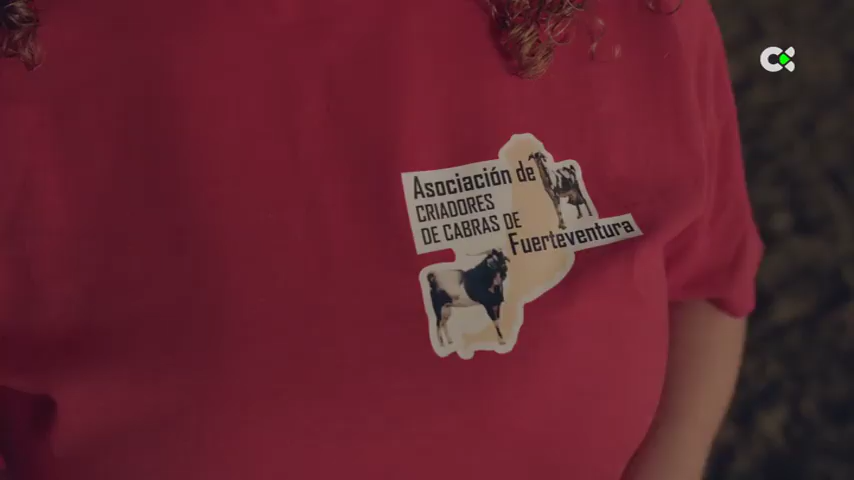 Asociación de
CRIADORES
DE CABRAS DE
Fuerteventura